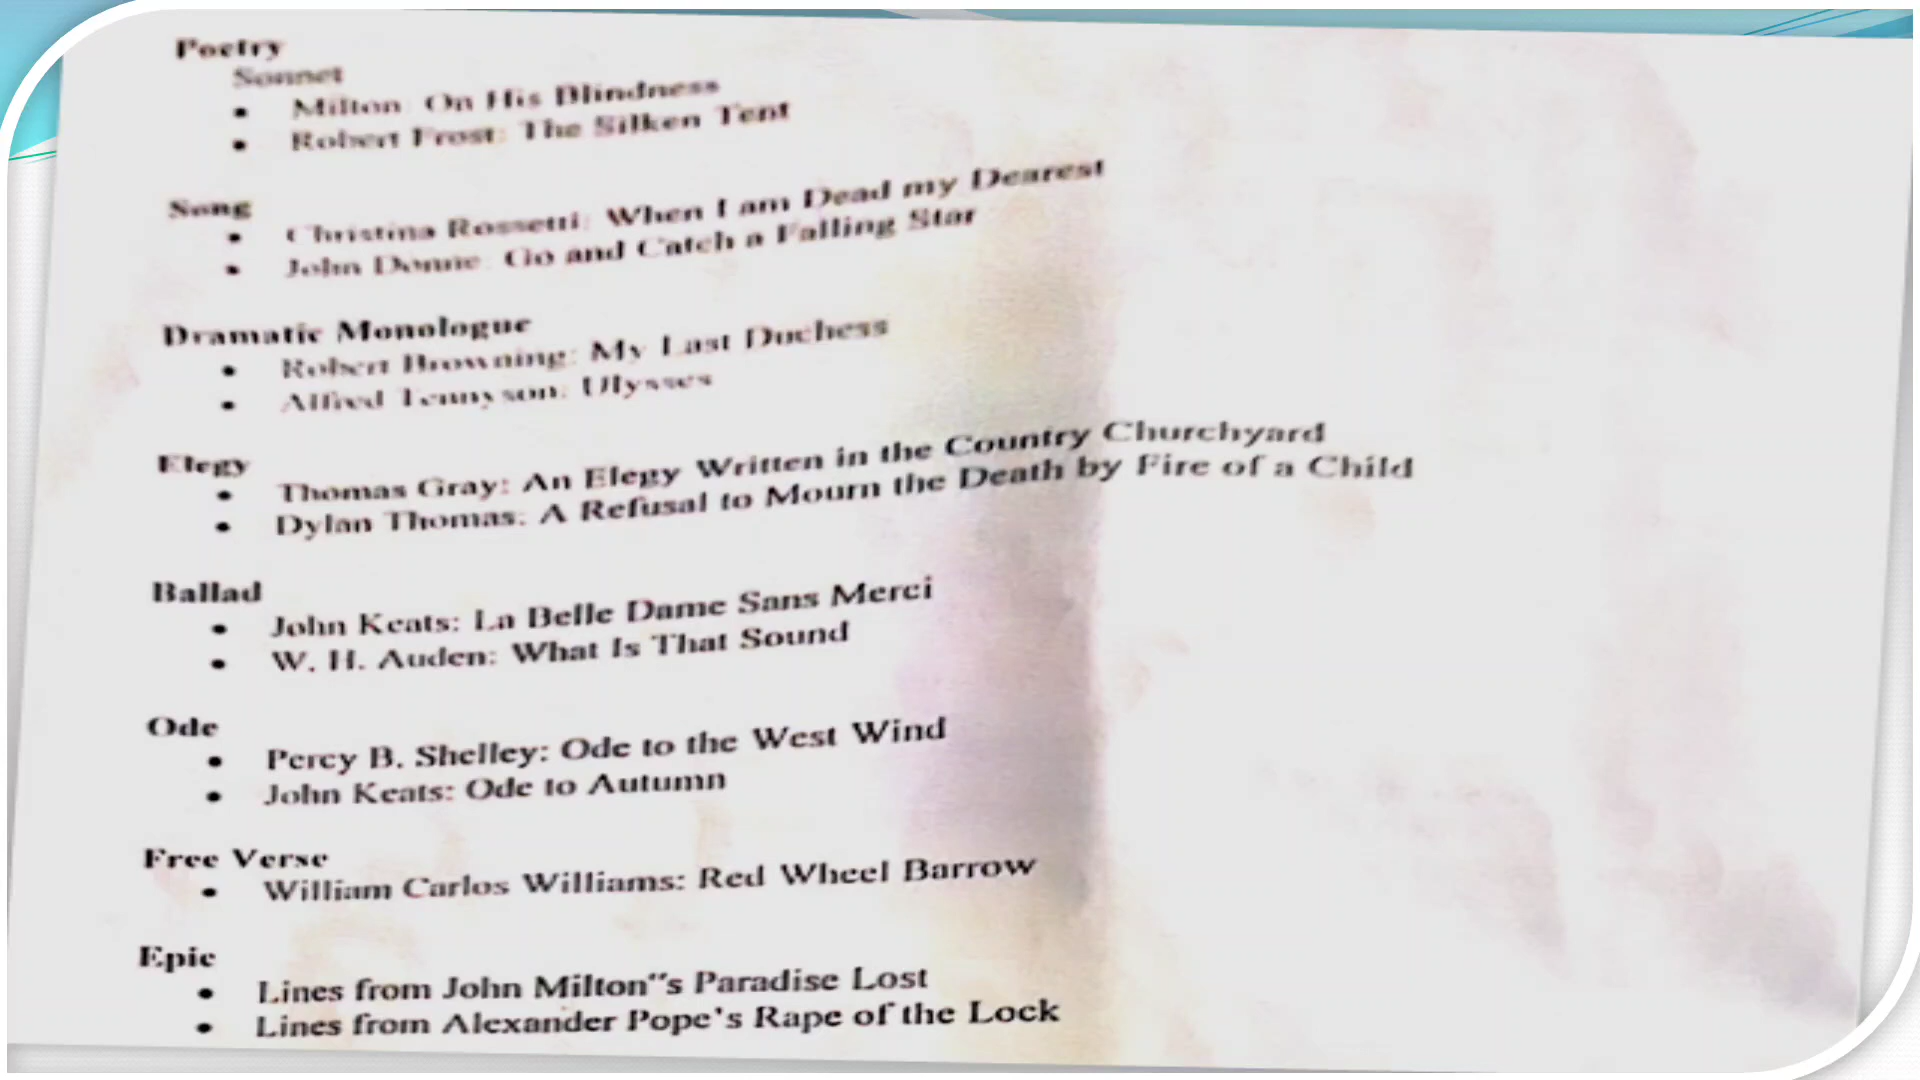 Poetry
Sonnet
• Milton: On His Blindness
• Robert Frost: The Silken Tent
Song
• Christina Rossetti: When I am Dead my Dearest
• John Donne: Go and Catch a Falling Star
Dramatic Monologue
• Robert Browning: My Last Duchess
• Alfred Tennyson: Ulysses
Elegy
• Thomas Gray: An Elegy Written in the Country Churchyard
• Dylan Thomas: A Refusal to Mourn the Death by Fire of a Child
Ballad
• John Keats: La Belle Dame Sans Merci
• W. H. Auden: What Is That Sound
Ode
• Percy B. Shelley: Ode to the West Wind
• John Keats: Ode to Autumn
Free Verse
• William Carlos Williams: Red Wheel Barrow
Epic
• Lines from John Milton"s Paradise Lost
• Lines from Alexander Pope's Rape of the Lock